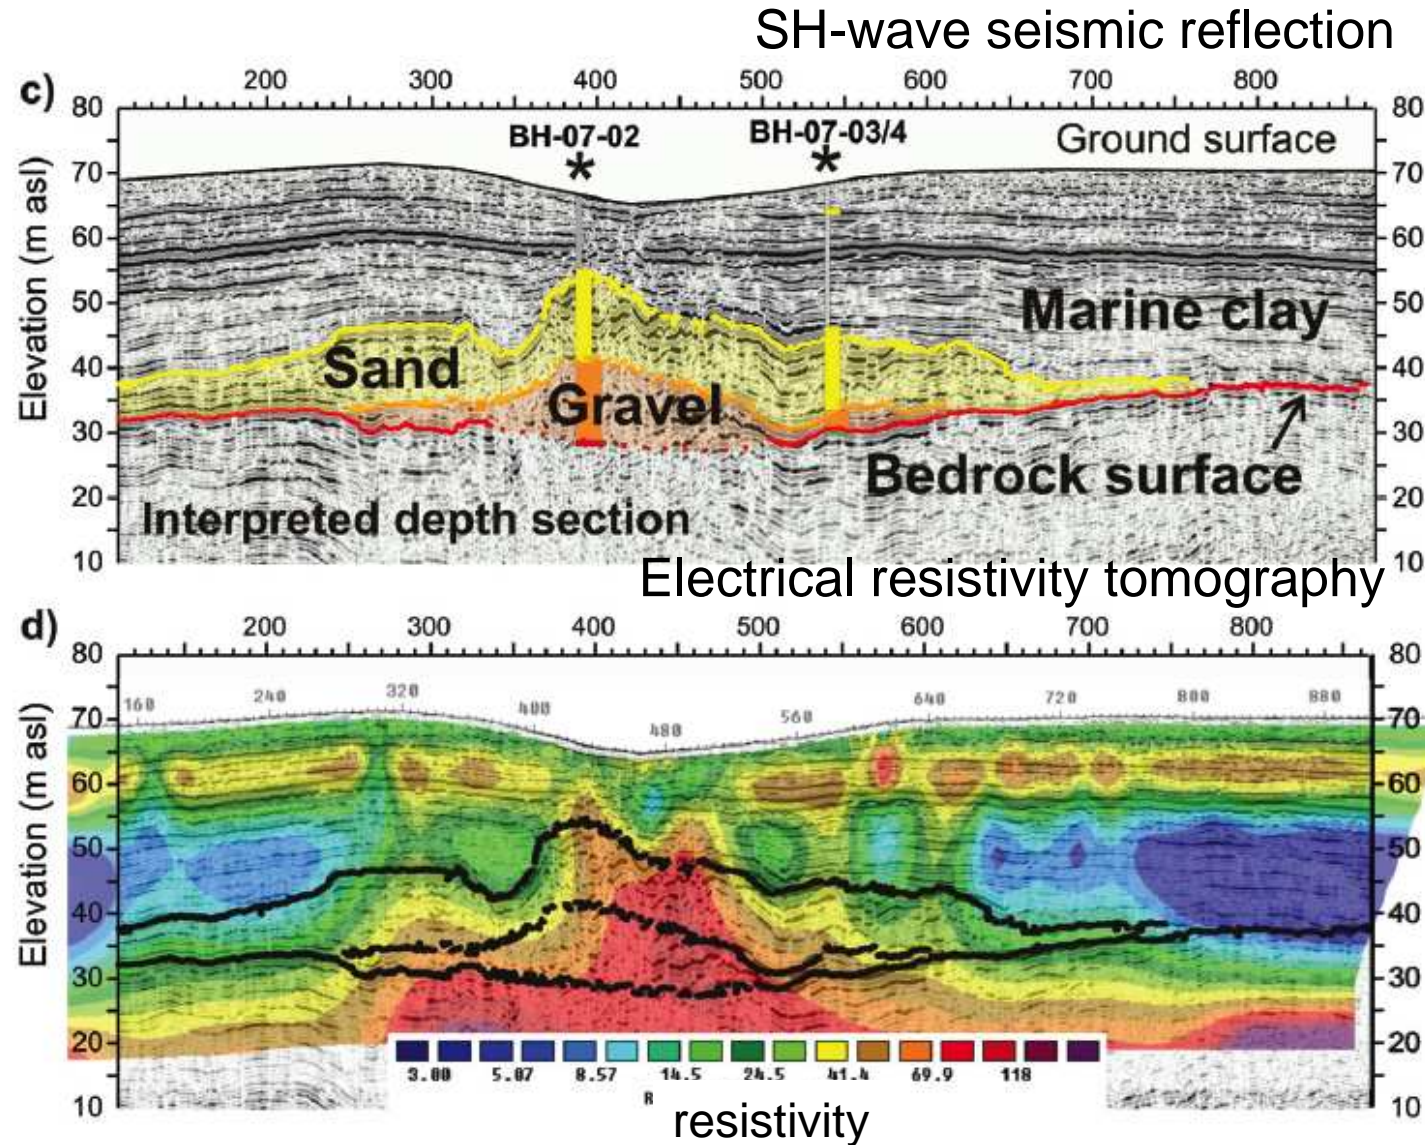 SH-wave seismic reflection
c)
200 300 400 500 600 700 800
80 80
BH-07-02 BH-07-03/4 Ground surface
* *
70 70
60 60
50 Marine clay 50
Sand
40 40
Gravel
30 30
Bedrock surface
20 20
Interpreted depth section
10 10
Elevation (m asl)
Electrical resistivity tomography
d)
200 300 400 500 600 700 800
80 80
160 240 320 400 480 560 640 720 800 880
70 70
60 60
50 50
40 40
30 30
20 20
10 10
Elevation (m asl)
3.00 5.07 8.57 14.5 24.5 41.4 69.9 118
R
resistivity